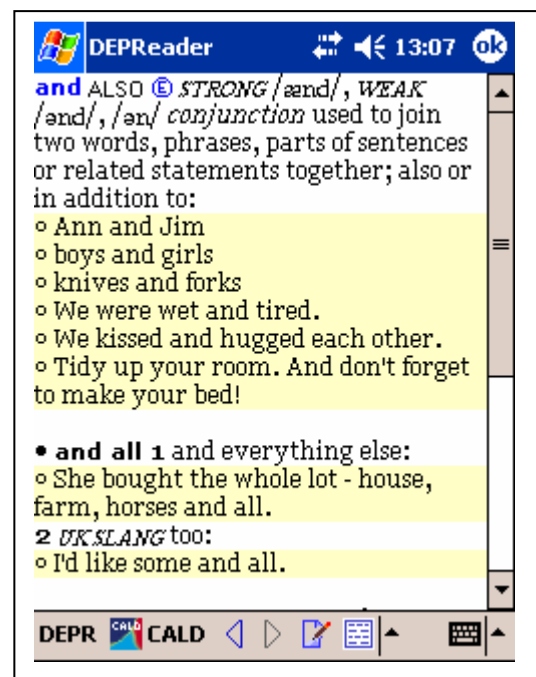 DEPReader 13:07 ok
and ALSO Ⓔ STRONG /ænd/, WEAK
/ənd/, /ən/ conjunction used to join
two words, phrases, parts of sentences
or related statements together; also or
in addition to:
∘ Ann and Jim
∘ boys and girls
∘ knives and forks
∘ We were wet and tired.
∘ We kissed and hugged each other.
∘ Tidy up your room. And don't forget
to make your bed!
• and all 1 and everything else:
∘ She bought the whole lot - house,
farm, horses and all.
2 UK SLANG too:
∘ I'd like some and all.
DEPR CALD CALD